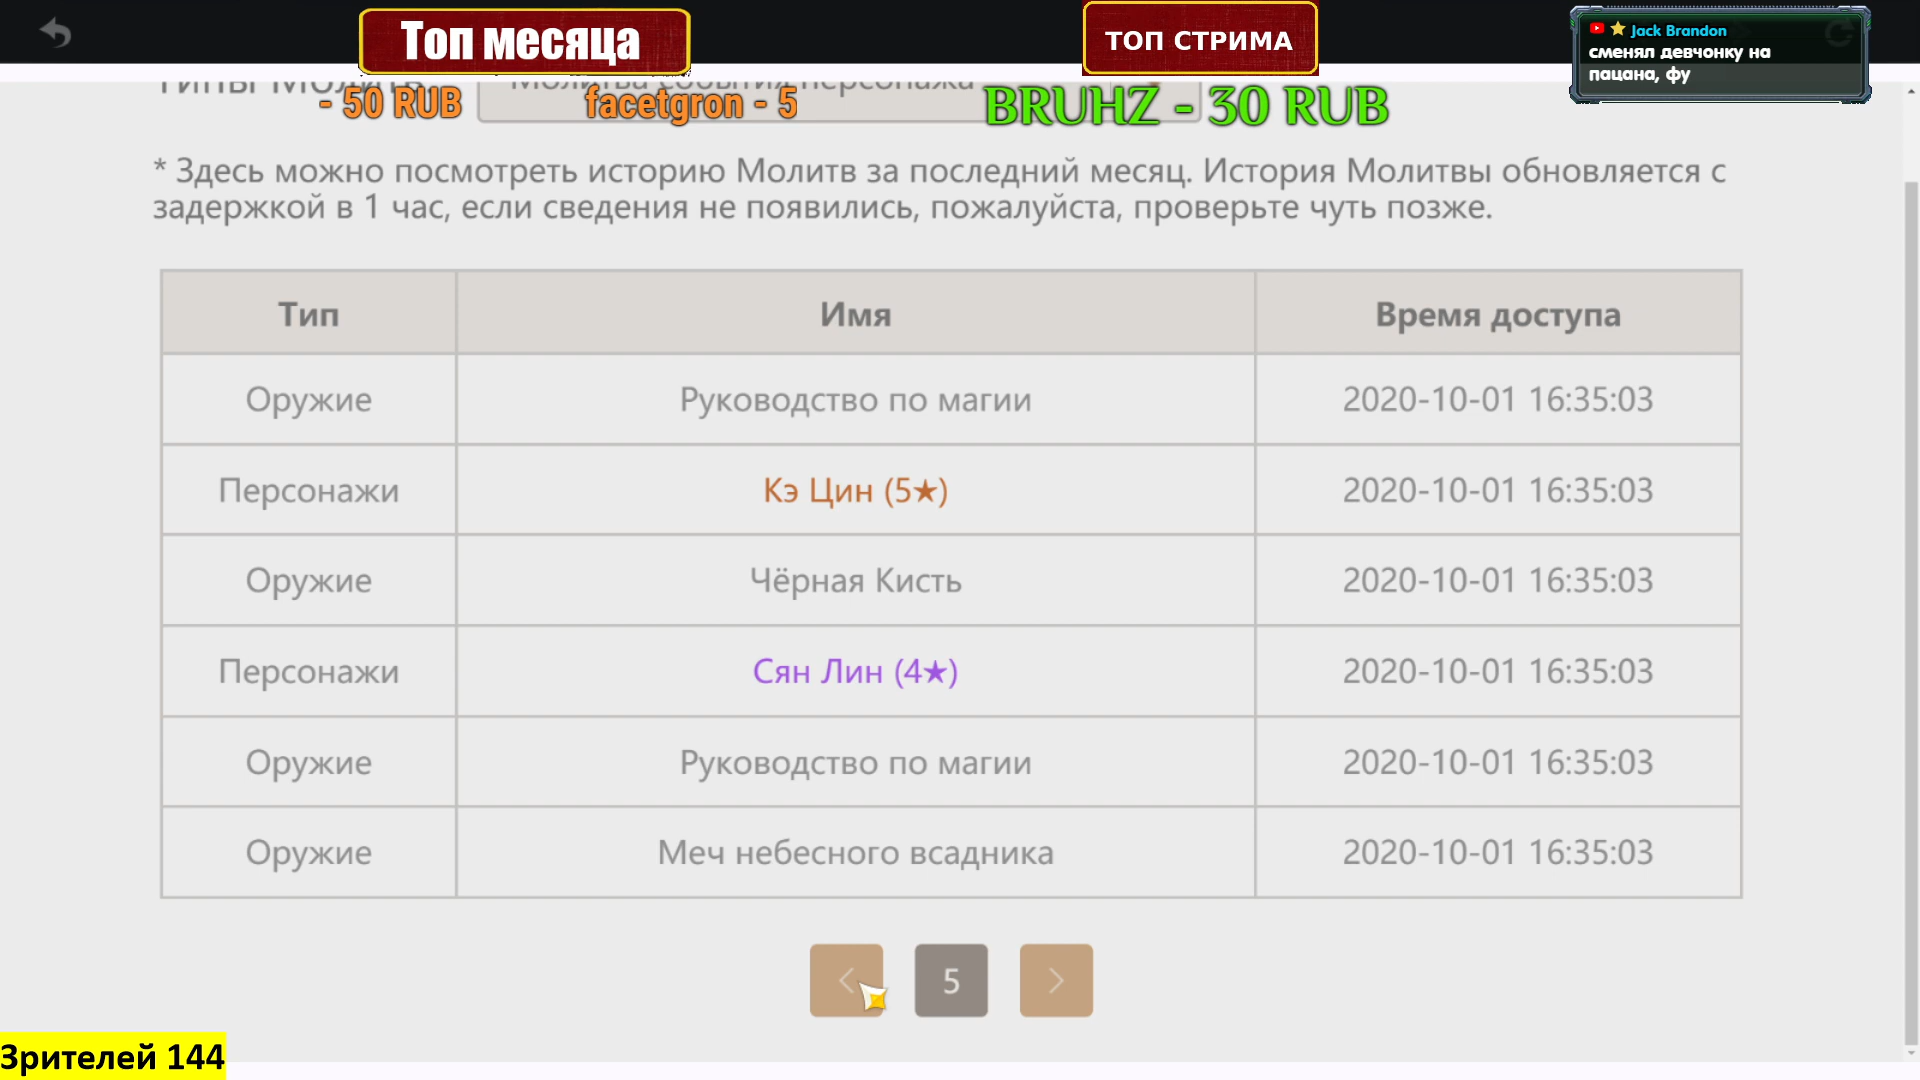 Топ месяца
ТОП СТРИМА
Jack Brandon
сменял девчонку на
пацана, фу
- 50 RUB
facetgron - 5
BRUHZ - 30 RUB
* Здесь можно посмотреть историю Молитв за последний месяц. История Молитвы обновляется с
задержкой в 1 час, если сведения не появились, пожалуйста, проверьте чуть позже.
Тип Имя Время доступа
Оружие Руководство по магии 2020-10-01 16:35:03
Персонажи Кэ Цин (5★) 2020-10-01 16:35:03
Оружие Чёрная Кисть 2020-10-01 16:35:03
Персонажи Сян Лин (4★) 2020-10-01 16:35:03
Оружие Руководство по магии 2020-10-01 16:35:03
Оружие Меч небесного всадника 2020-10-01 16:35:03
5
Зрителей 144